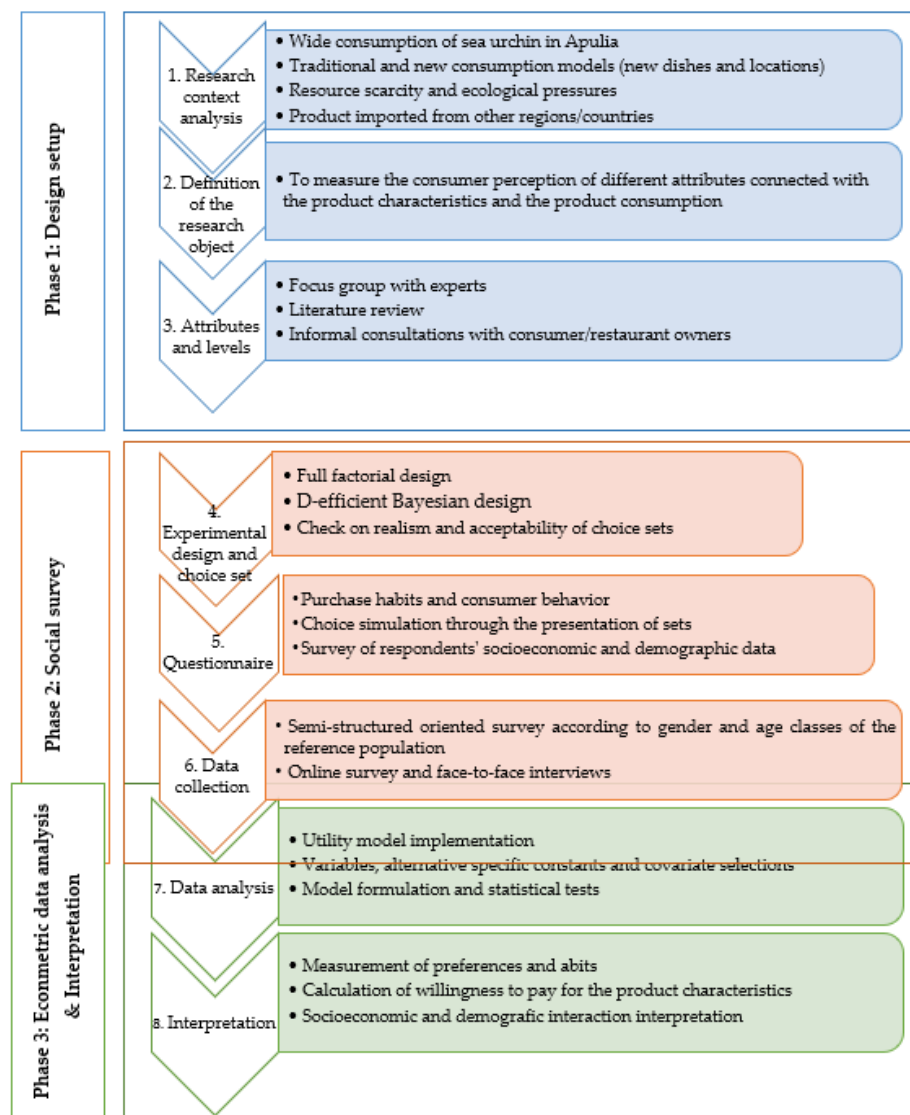 Phase 1: Design setup
1. Research
context
analysis
• Wide consumption of sea urchin in Apulia
• Traditional and new consumption models (new dishes and locations)
• Resource scarcity and ecological pressures
• Product imported from other regions/countries
2. Definition
of the
research
object
• To measure the consumer perception of different attributes connected with
the product characteristics and the product consumption
3. Attributes
and levels
• Focus group with experts
• Literature review
• Informal consultations with consumer/restaurant owners
Phase 2: Social survey
4.
Experimental
design and
choice set
• Full factorial design
• D-efficient Bayesian design
• Check on realism and acceptability of choice sets
5.
Questionnaire
• Purchase habits and consumer behavior
• Choice simulation through the presentation of sets
• Survey of respondents' socioeconomic and demographic data
6. Data
collection
• Semi-structured oriented survey according to gender and age classes of the
reference population
• Online survey and face-to-face interviews
Phase 3: Econmetric data analysis
& Interpretation
7. Data analysis
• Utility model implementation
• Variables, alternative specific constants and covariate selections
• Model formulation and statistical tests
8. Interpretation
• Measurement of preferences and abits
• Calculation of willingness to pay for the product characteristics
• Socioeconomic and demografic interaction interpretation